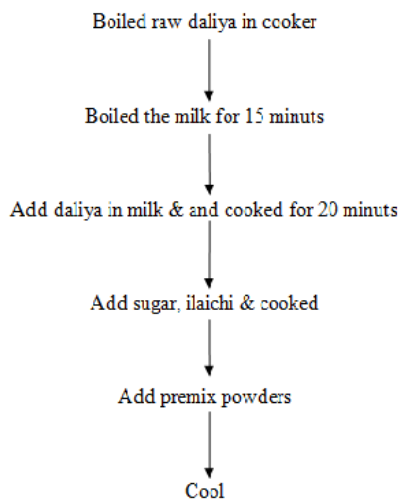 Boiled raw daliya in cooker
Boiled the milk for 15 minuts
Add daliya in milk & and cooked for 20 minuts
Add sugar, ilaichi & cooked
Add premix powders
Cool